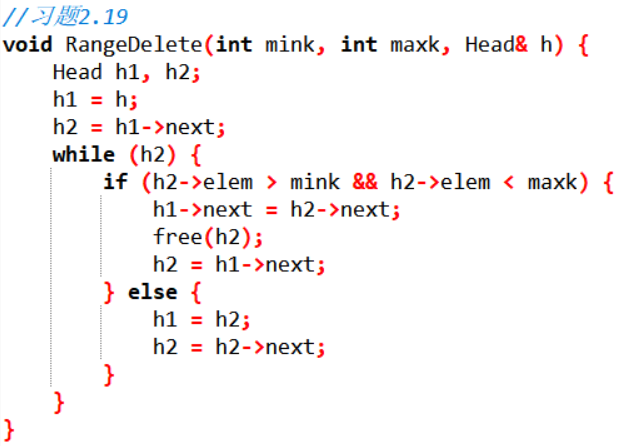 //习题2.19
void RangeDelete(int mink, int maxk, Head& h) {
    Head h1, h2;
    h1 = h;
    h2 = h1->next;
    while (h2) {
        if (h2->elem > mink && h2->elem < maxk) {
            h1->next = h2->next;
            free(h2);
            h2 = h1->next;
        } else {
            h1 = h2;
            h2 = h2->next;
        }
    }
}